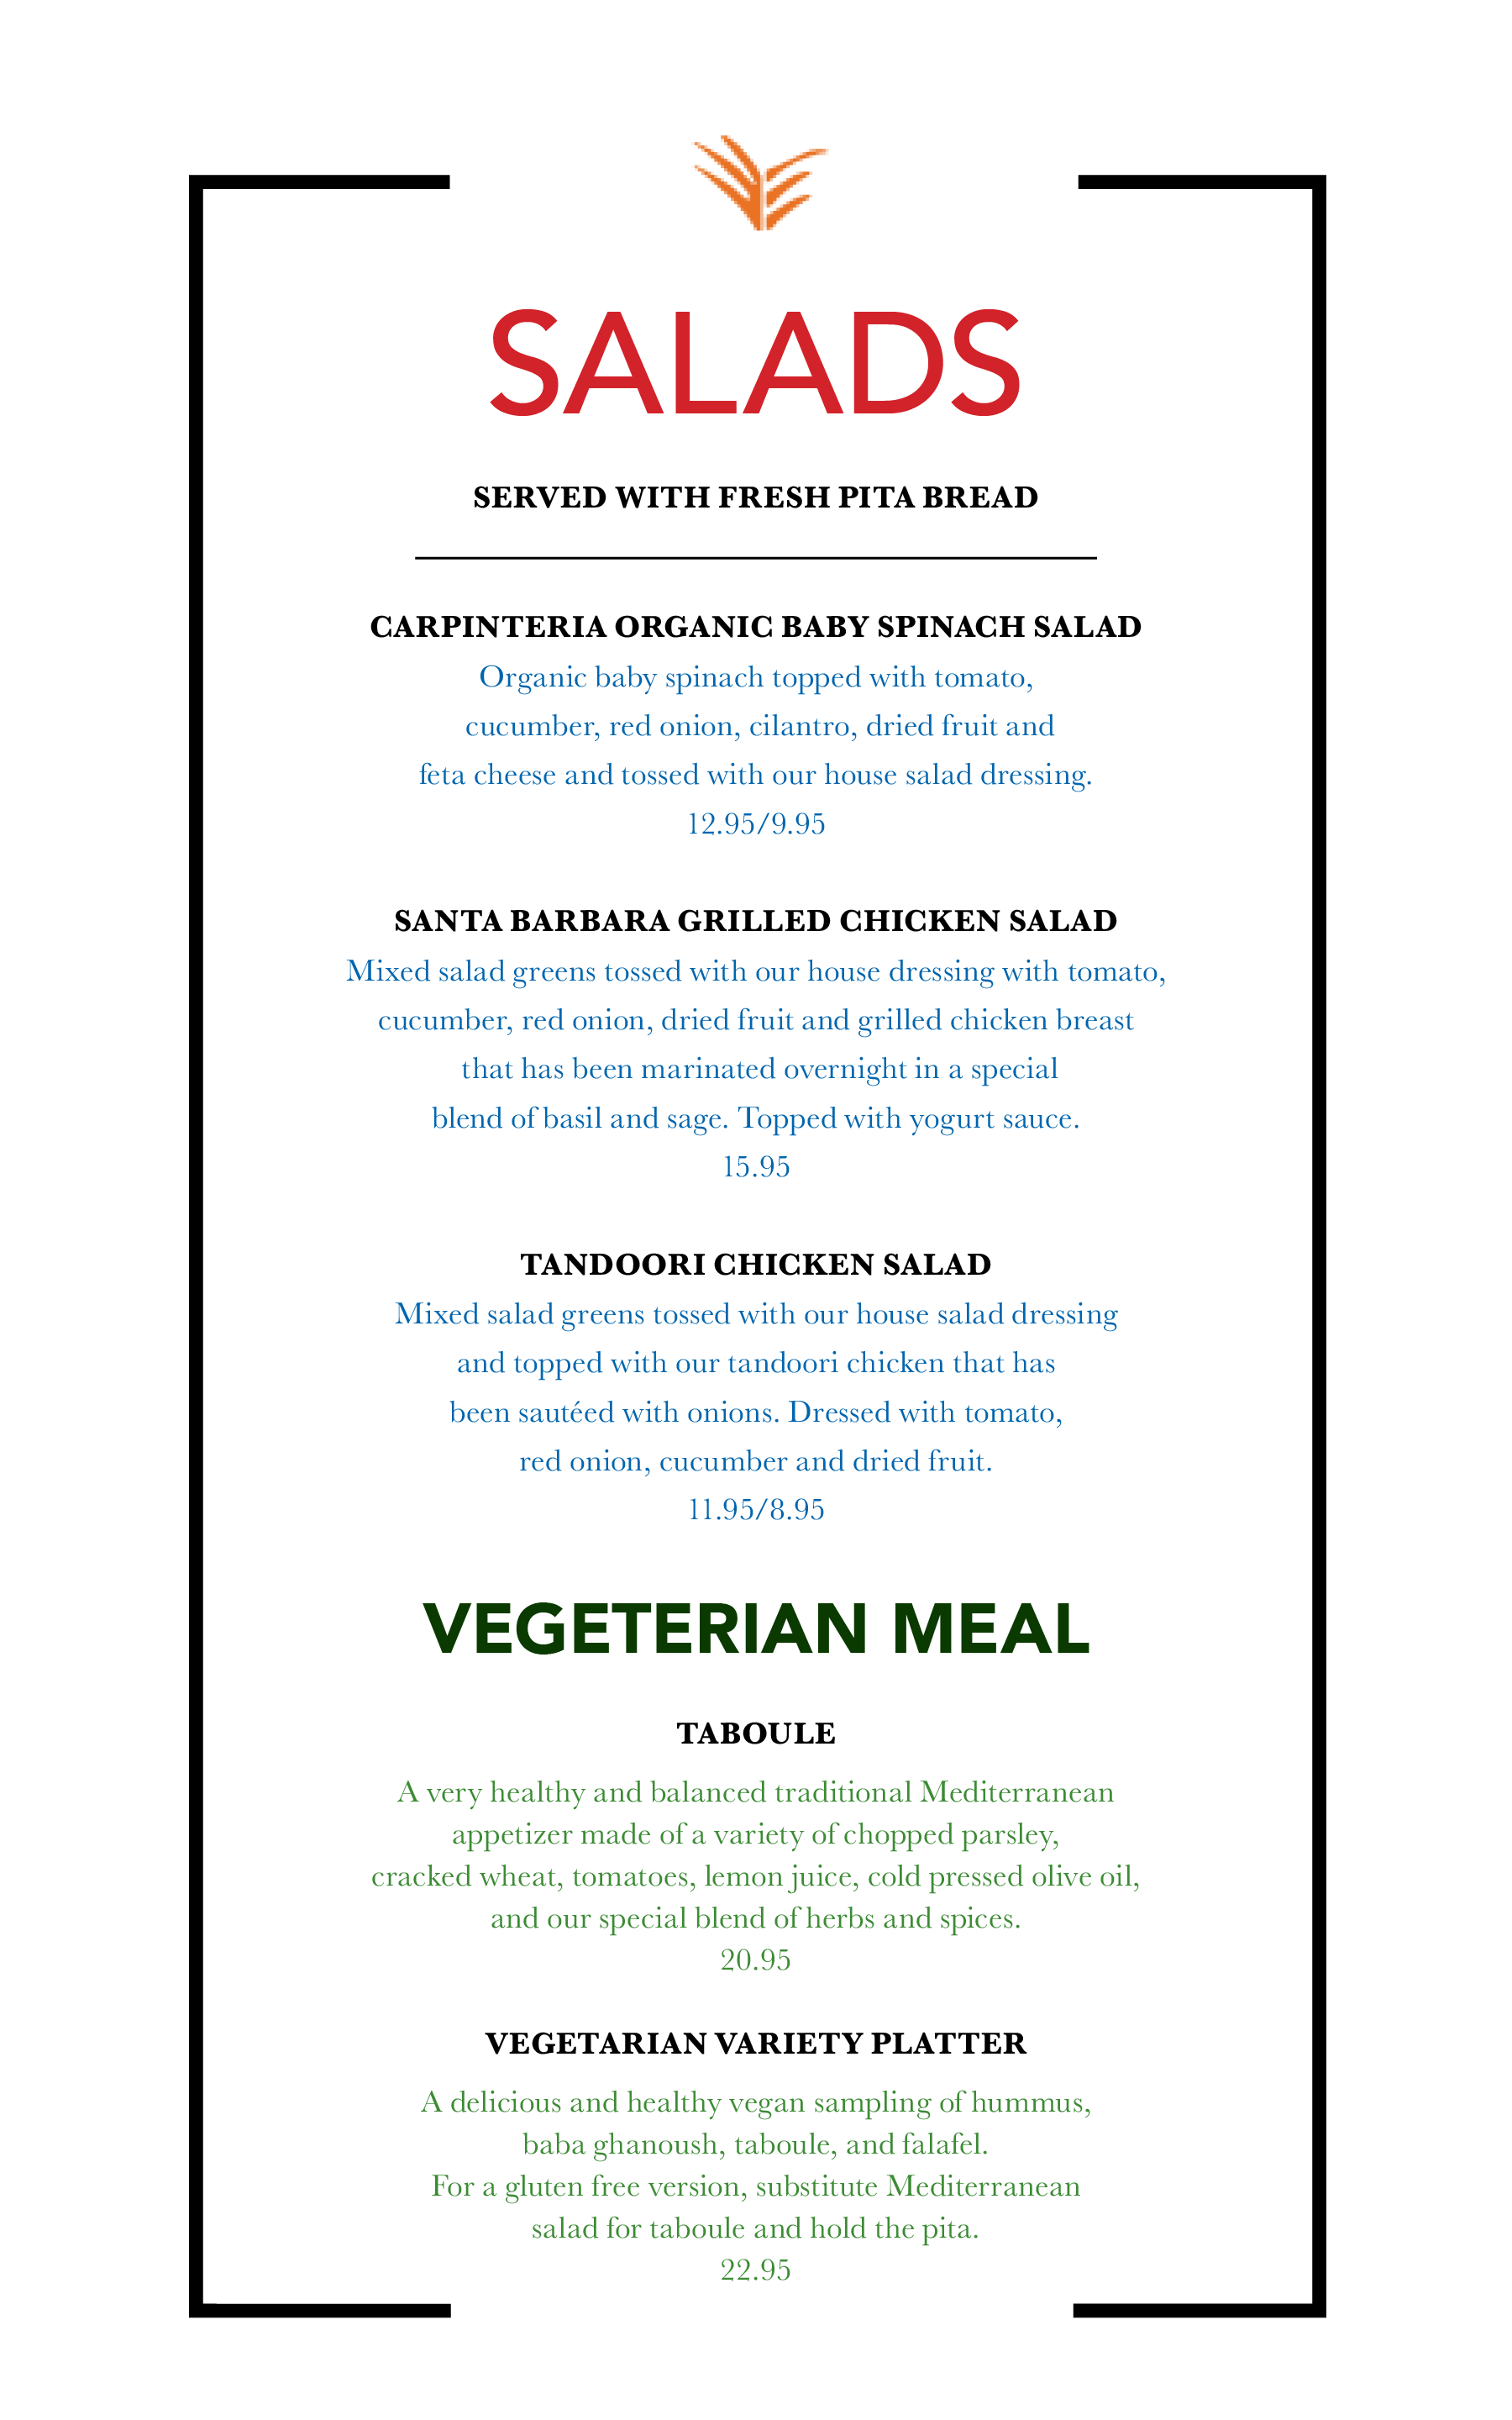 SALADS
SERVED WITH FRESH PITA BREAD
CARPINTERIA ORGANIC BABY SPINACH SALAD
Organic baby spinach topped with tomato,
cucumber, red onion, cilantro, dried fruit and
feta cheese and tossed with our house salad dressing.
12.95/9.95
SANTA BARBARA GRILLED CHICKEN SALAD
Mixed salad greens tossed with our house dressing with tomato,
cucumber, red onion, dried fruit and grilled chicken breast
that has been marinated overnight in a special
blend of basil and sage. Topped with yogurt sauce.
15.95
TANDOORI CHICKEN SALAD
Mixed salad greens tossed with our house salad dressing
and topped with our tandoori chicken that has
been sautéed with onions. Dressed with tomato,
red onion, cucumber and dried fruit.
11.95/8.95
VEGETERIAN MEAL
TABOULE
A very healthy and balanced traditional Mediterranean
appetizer made of a variety of chopped parsley,
cracked wheat, tomatoes, lemon juice, cold pressed olive oil,
and our special blend of herbs and spices.
20.95
VEGETARIAN VARIETY PLATTER
A delicious and healthy vegan sampling of hummus,
baba ghanoush, taboule, and falafel.
For a gluten free version, substitute Mediterranean
salad for taboule and hold the pita.
22.95